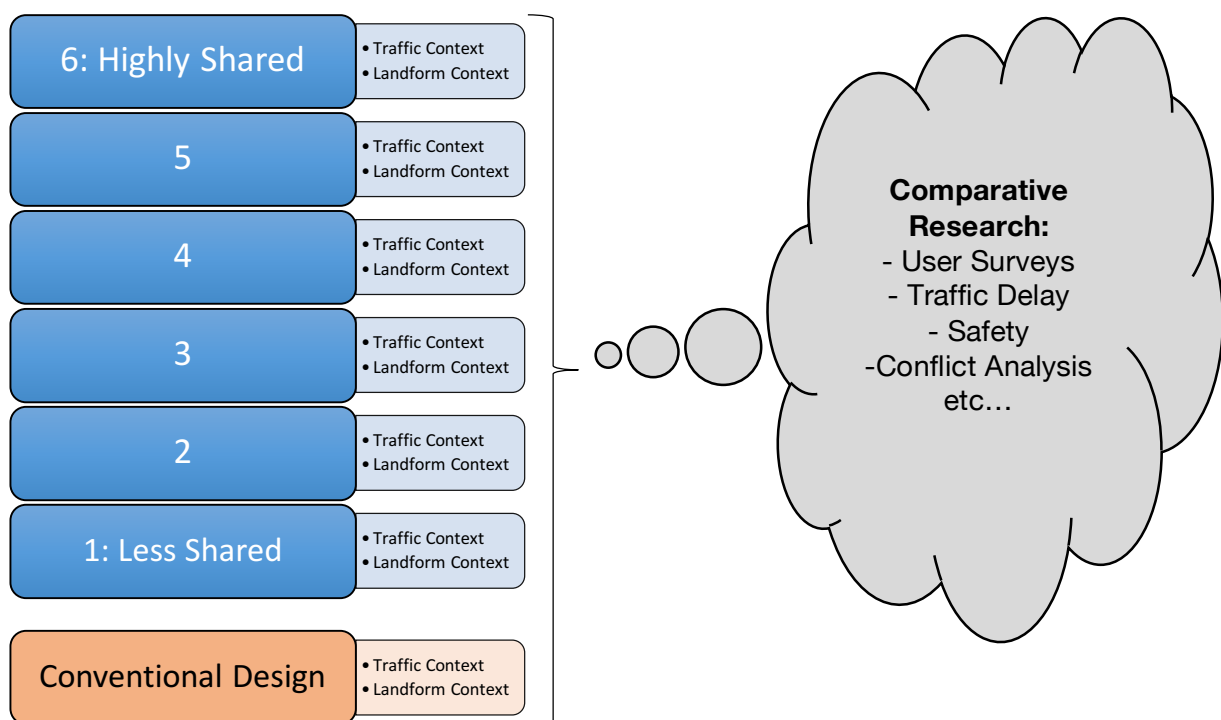 6: Highly Shared
• Traffic Context
• Landform Context
5
• Traffic Context
• Landform Context
4
• Traffic Context
• Landform Context
3
• Traffic Context
• Landform Context
2
• Traffic Context
• Landform Context
1: Less Shared
• Traffic Context
• Landform Context
Conventional Design
• Traffic Context
• Landform Context
Comparative
Research:
- User Surveys
- Traffic Delay
- Safety
-Conflict Analysis
etc…